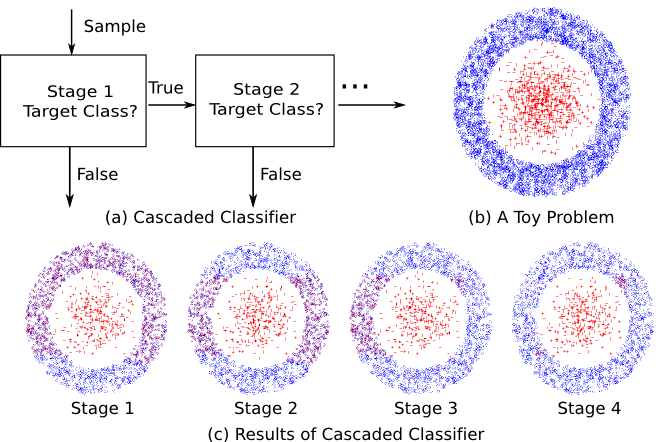 Sample
Stage 1
Target Class?
True
Stage 2
Target Class?
...
False
False
(a) Cascaded Classifier
(b) A Toy Problem
Stage 1
Stage 2
Stage 3
Stage 4
(c) Results of Cascaded Classifier